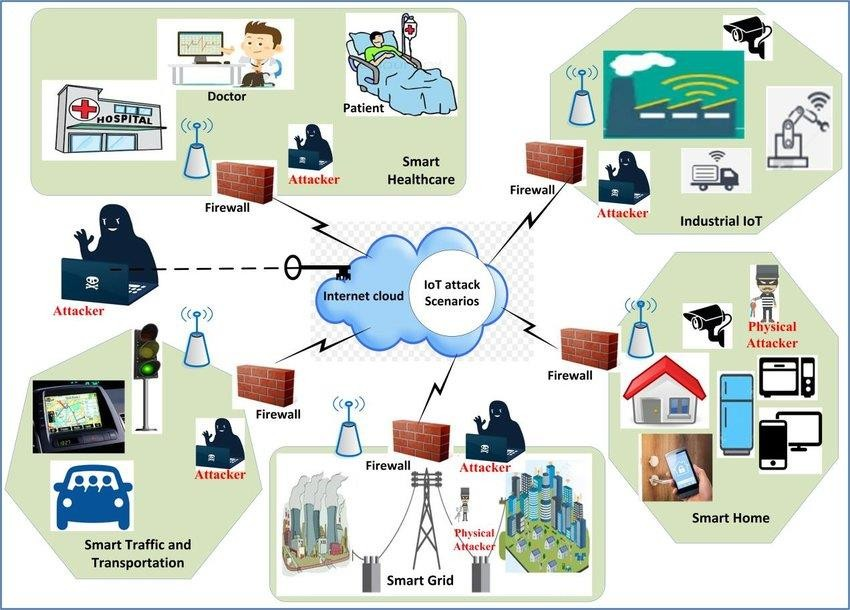 HOSPITAL
Doctor
Patient
Attacker
Smart
Healthcare
Firewall
Firewall
Attacker
Industrial IoT
Attacker
Internet cloud
IoT attack
Scenarios
Physical
Attacker
Firewall
Smart Home
Firewall
Attacker
Smart Traffic and
Transportation
Firewall
Attacker
Physical
Attacker
Smart Grid